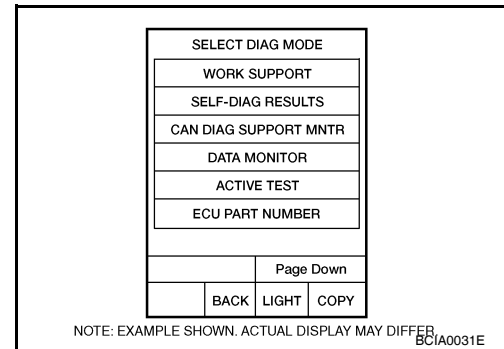 SELECT DIAG MODE
WORK SUPPORT
SELF-DIAG RESULTS
CAN DIAG SUPPORT MNTR
DATA MONITOR
ACTIVE TEST
ECU PART NUMBER
Page Down
BACK LIGHT COPY
NOTE: EXAMPLE SHOWN. ACTUAL DISPLAY MAY DIFFER.
BCIA0031E